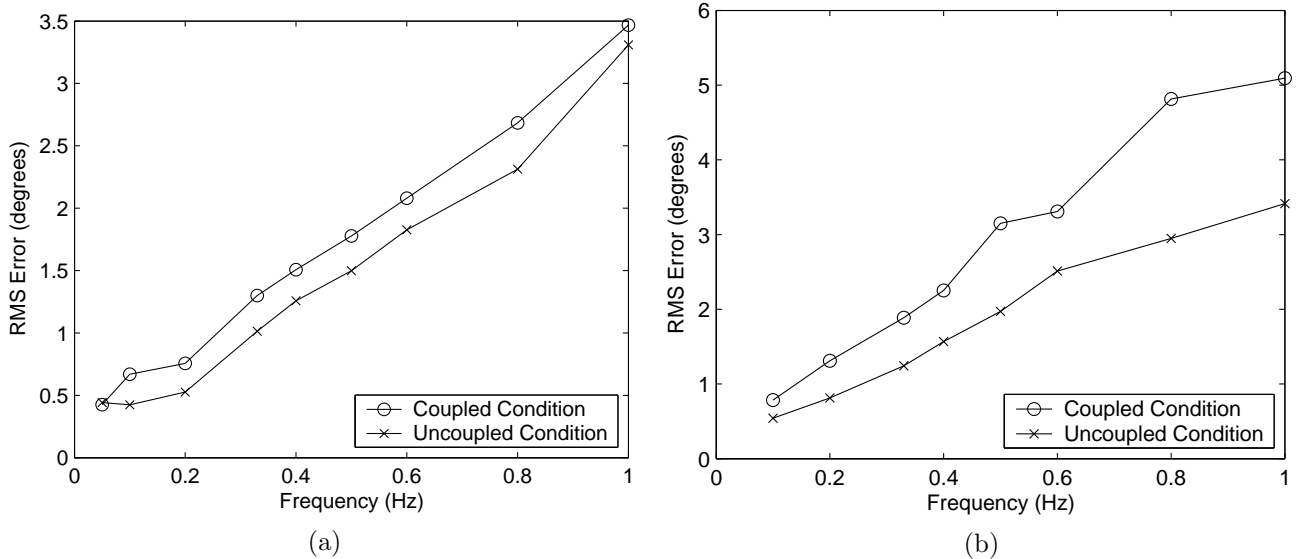 3.5
3
2.5
2
1.5
1
0.5
0
RMS Error (degrees)
Coupled Condition
Uncoupled Condition
0 0.2 0.4 0.6 0.8 1
Frequency (Hz)
(a)
6
5
4
3
2
1
0
RMS Error (degrees)
Coupled Condition
Uncoupled Condition
0 0.2 0.4 0.6 0.8 1
Frequency (Hz)
(b)